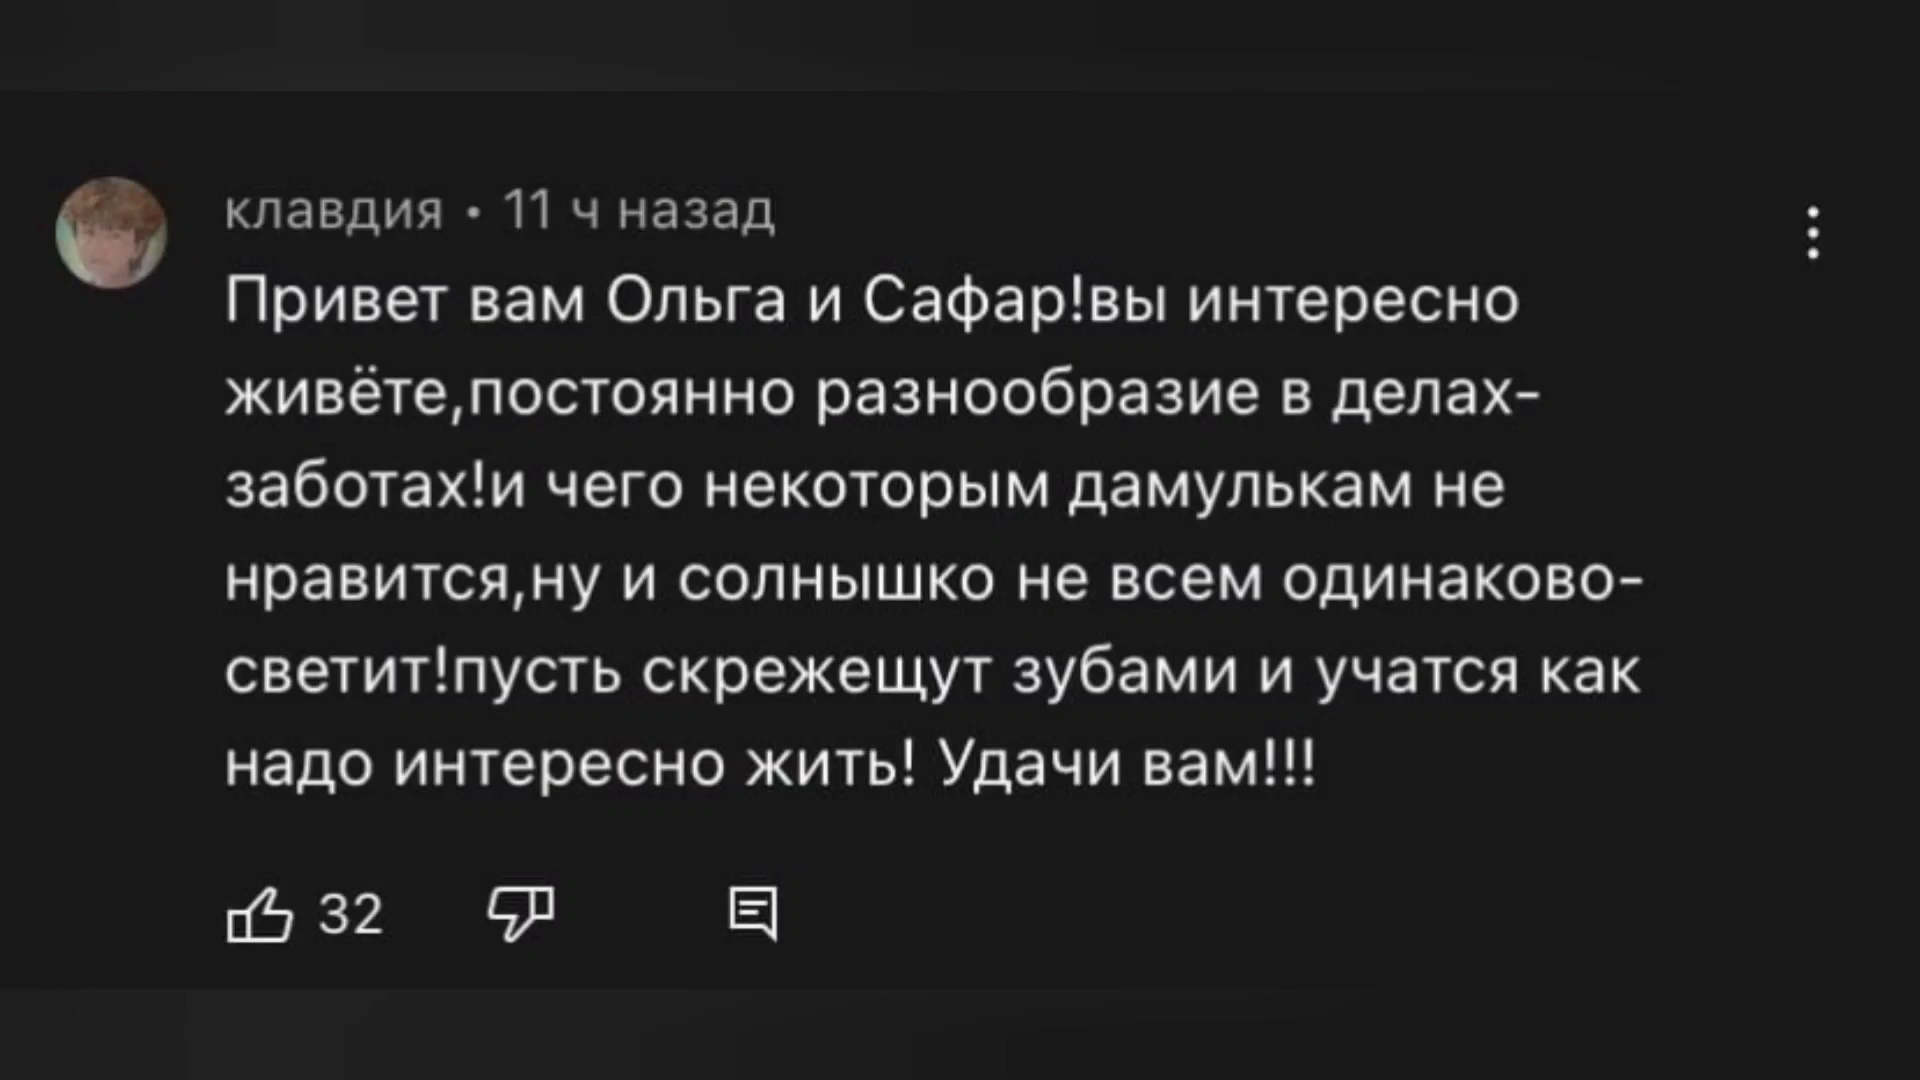 клавдия • 11 ч назад
Привет вам Ольга и Сафар!вы интересно
живёте,постоянно разнообразие в делах-
заботах!и чего некоторым дамулькам не
нравится,ну и солнышко не всем одинаково-
светит!пусть скрежещут зубами и учатся как
надо интересно жить! Удачи вам!!!
32